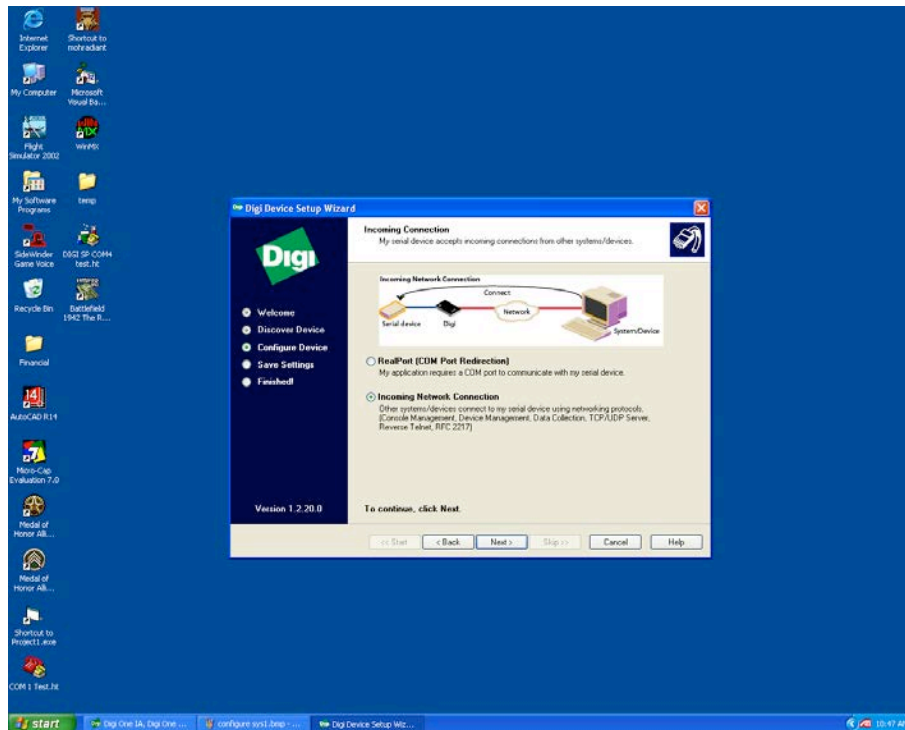 Internet
Explorer
Shortcut to
mohradiant
My Computer
Microsoft
Visual Ba...
Flight
Simulator 2002
WinMX
My Software
Programs
temp
SideWinder
Game Voice
DIGI SP COM4
test.ht
Recycle Bin
Battlefield
1942 The R...
Financial
AutoCAD R14
Micro-Cap
Evaluation 7.0
Medal of
Honor Alli...
Medal of
Honor Alli...
Shortcut to
Project1.exe
COM 1 Test.ht
Digi Device Setup Wizard
Digi
Welcome
Discover Device
Configure Device
Save Settings
Finished!
Version 1.2.20.0
Incoming Connection
My serial device accepts incoming connections from other systems/devices.
Incoming Network Connection
Connect
Network
Serial device
Digi
System/Device
RealPort (COM Port Redirection)
My application requires a COM port to communicate with my serial device.
Incoming Network Connection
Other systems/devices connect to my serial device using networking protocols.
(Console Management, Device Management, Data Collection, TCP/UDP Server,
Reverse Telnet, RFC 2217)
To continue, click Next.
<< Start
< Back
Next >
Skip >>
Cancel
Help
start
Digi One IA, Digi One ...
configure sys1.bmp - ...
Digi Device Setup Wiz...
10:47 AM